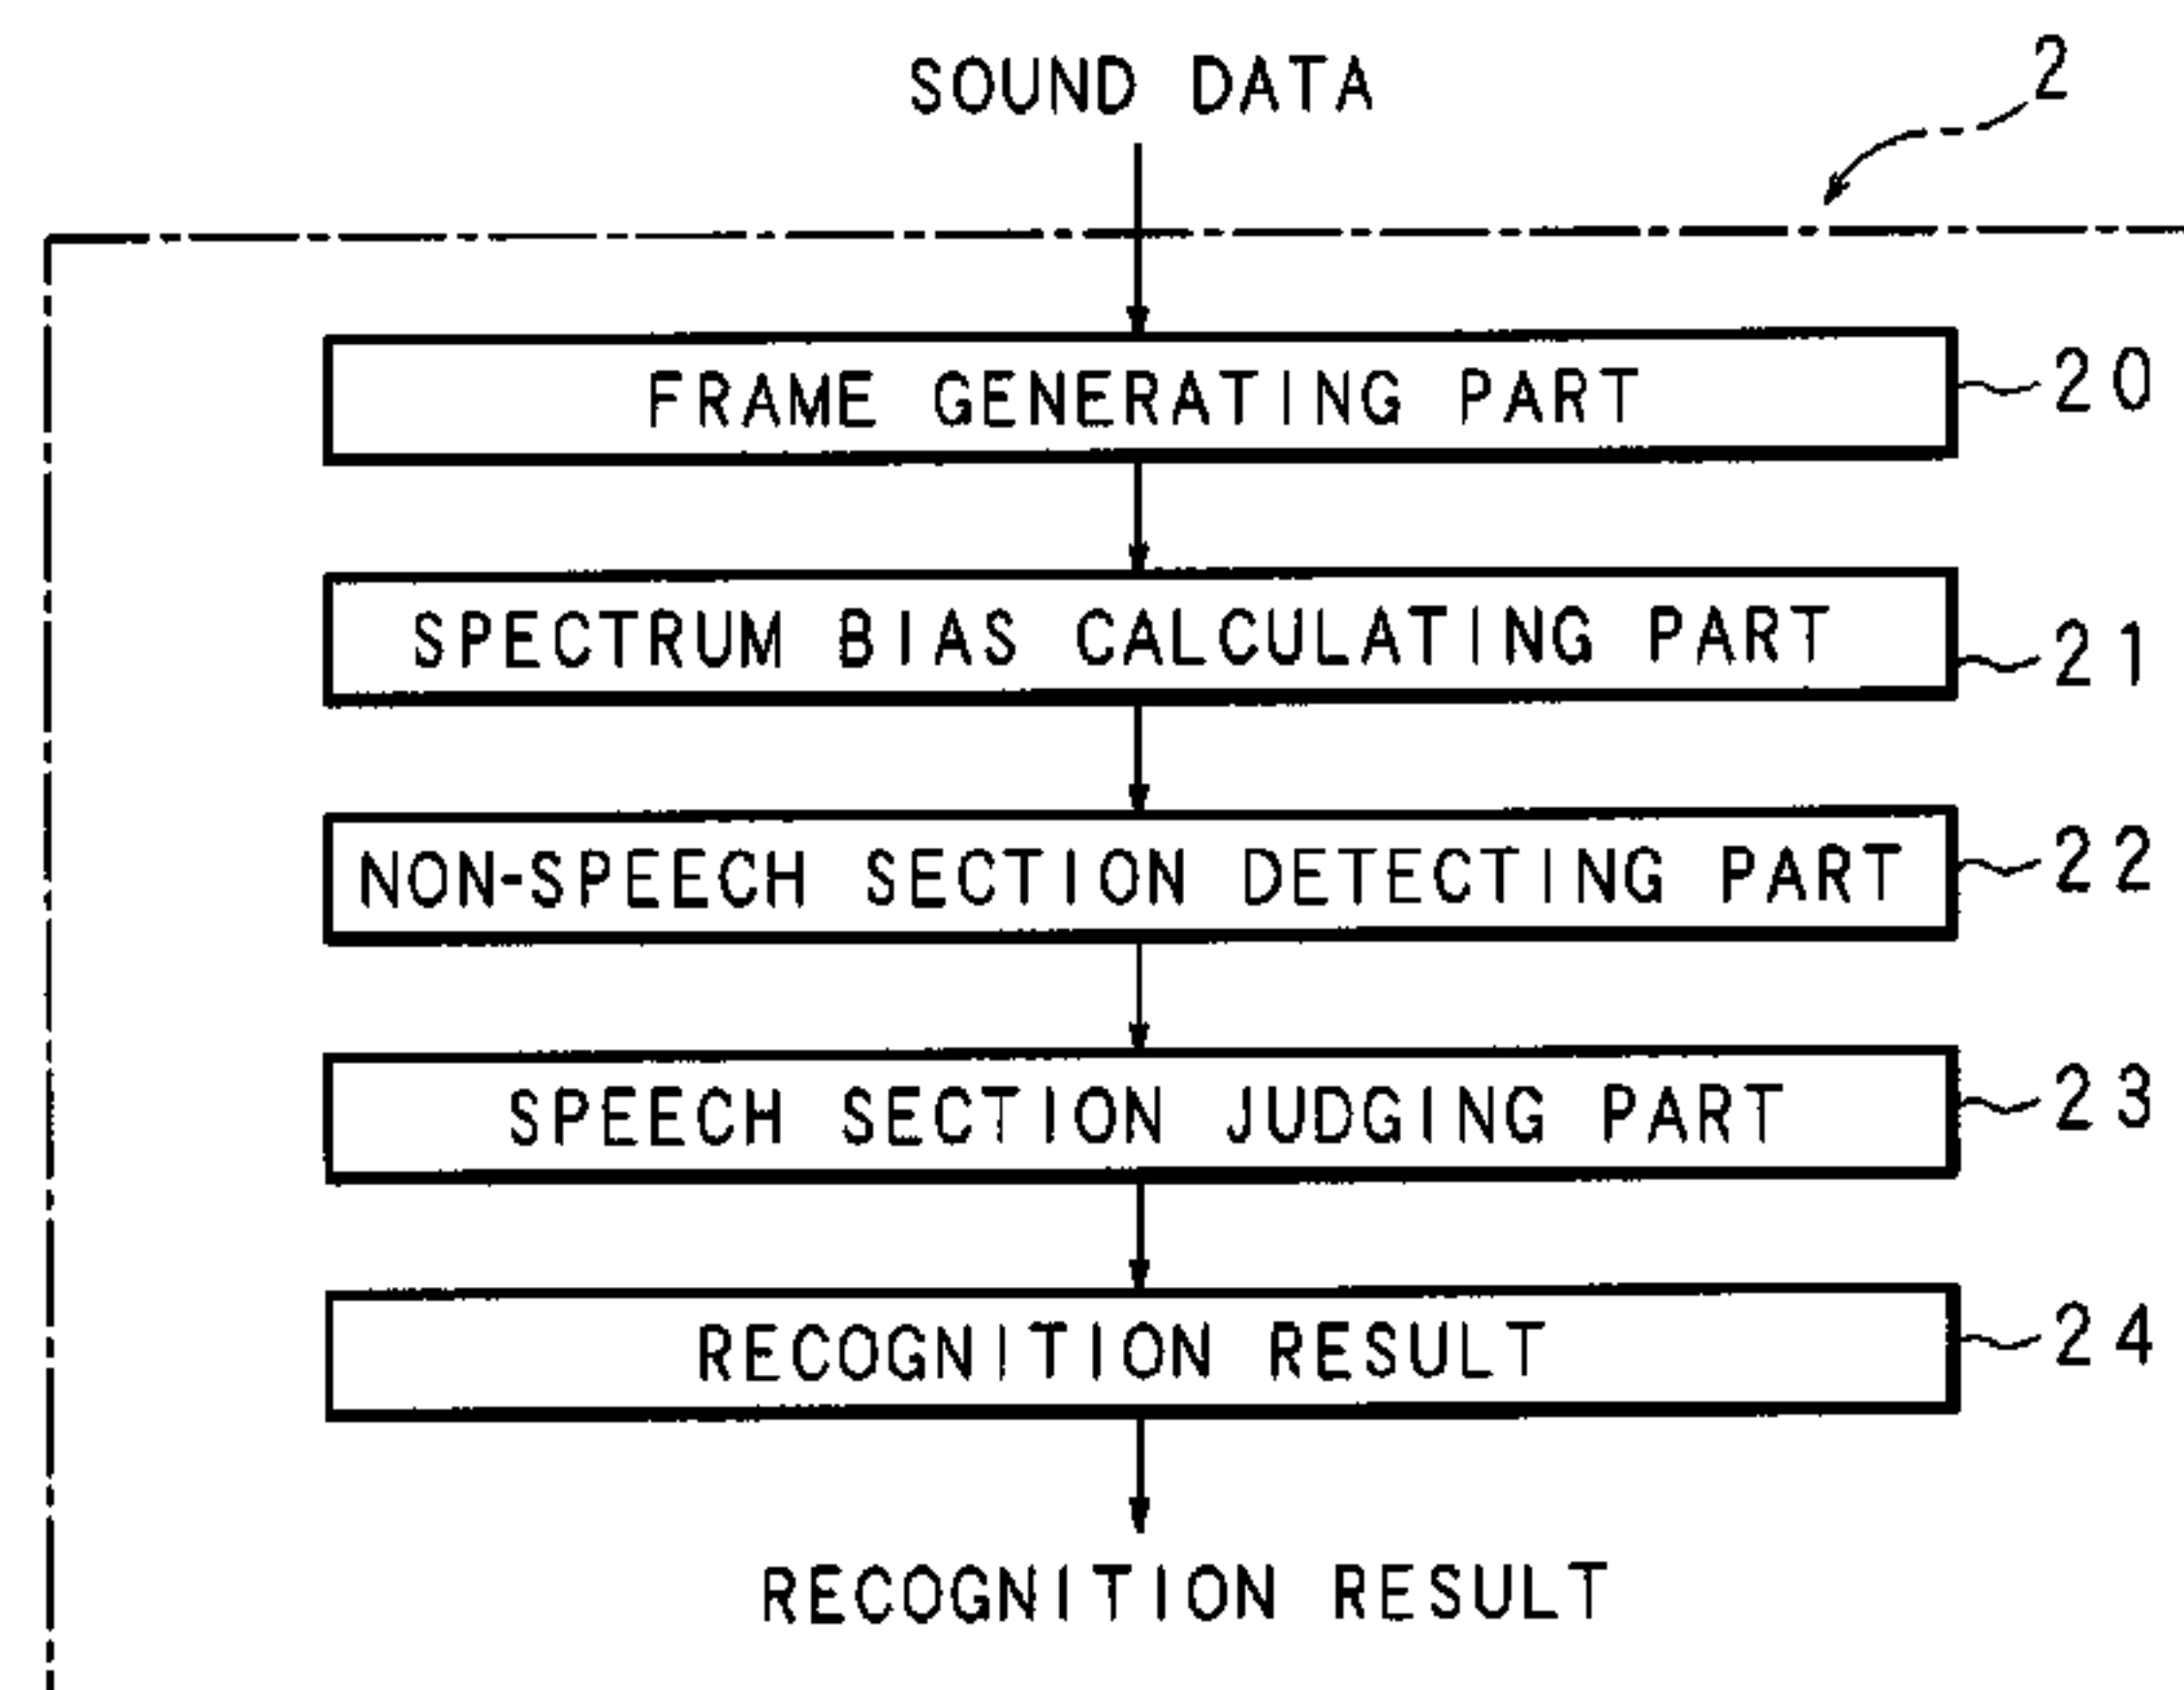 SOUND DATA
2
FRAME GENERATING PART
20
SPECTRUM BIAS CALCULATING PART
21
NON-SPEECH SECTION DETECTING PART
22
SPEECH SECTION JUDGING PART
23
RECOGNITION RESULT
24
RECOGNITION RESULT